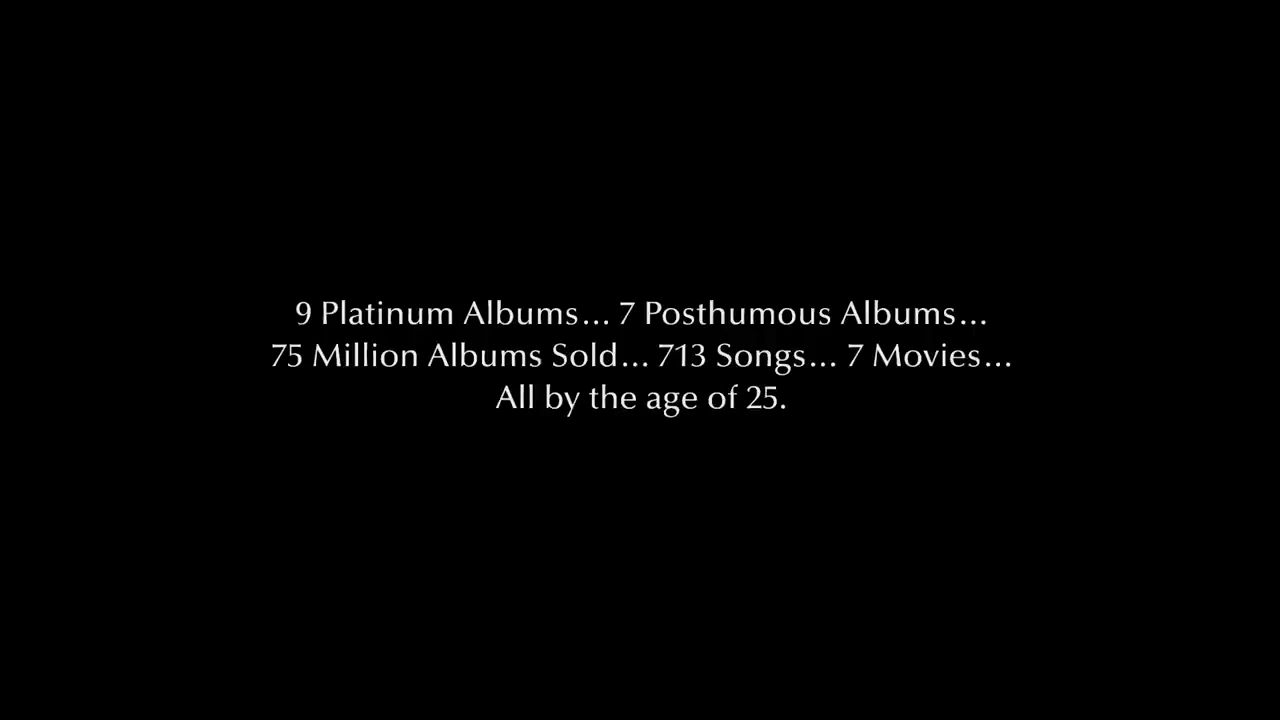 9 Platinum Albums... 7 Posthumous Albums...
75 Million Albums Sold... 713 Songs... 7 Movies...
All by the age of 25.